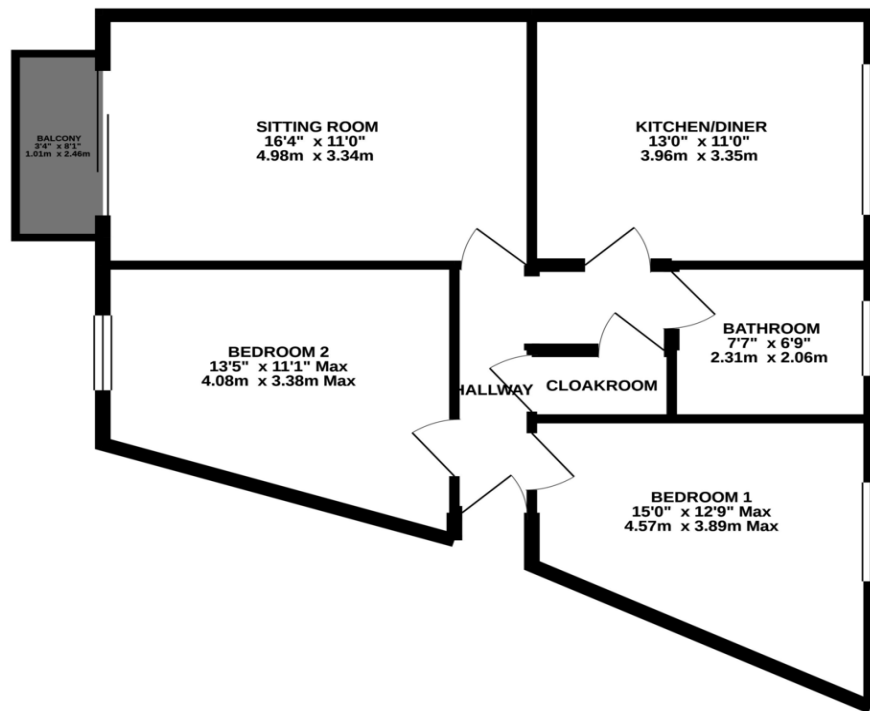 SITTING ROOM
16'4" x 11'0"
4.98m x 3.34m
KITCHEN/DINER
13'0" x 11'0"
3.96m x 3.35m
BALCONY
3'4" x 8'1"
1.01m x 2.46m
BATHROOM
7'7" x 6'9"
2.31m x 2.06m
BEDROOM 2
13'5" x 11'1" Max
4.08m x 3.38m Max
HALLWAY
CLOAKROOM
BEDROOM 1
15'0" x 12'9" Max
4.57m x 3.89m Max